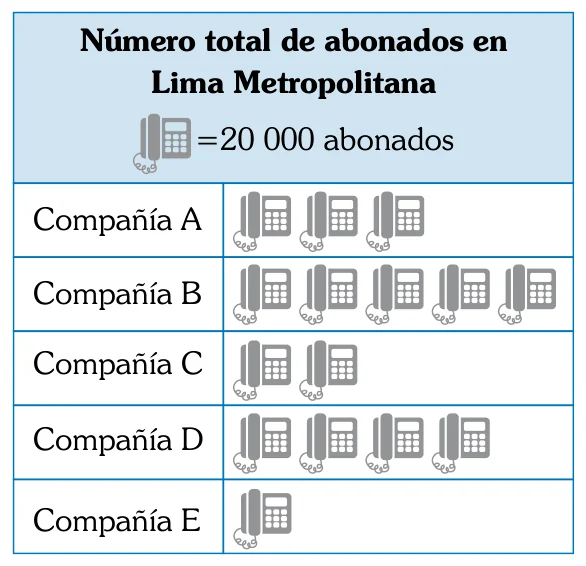 Número total de abonados en
Lima Metropolitana
=20 000 abonados
Compañía A
Compañía B
Compañía C
Compañía D
Compañía E